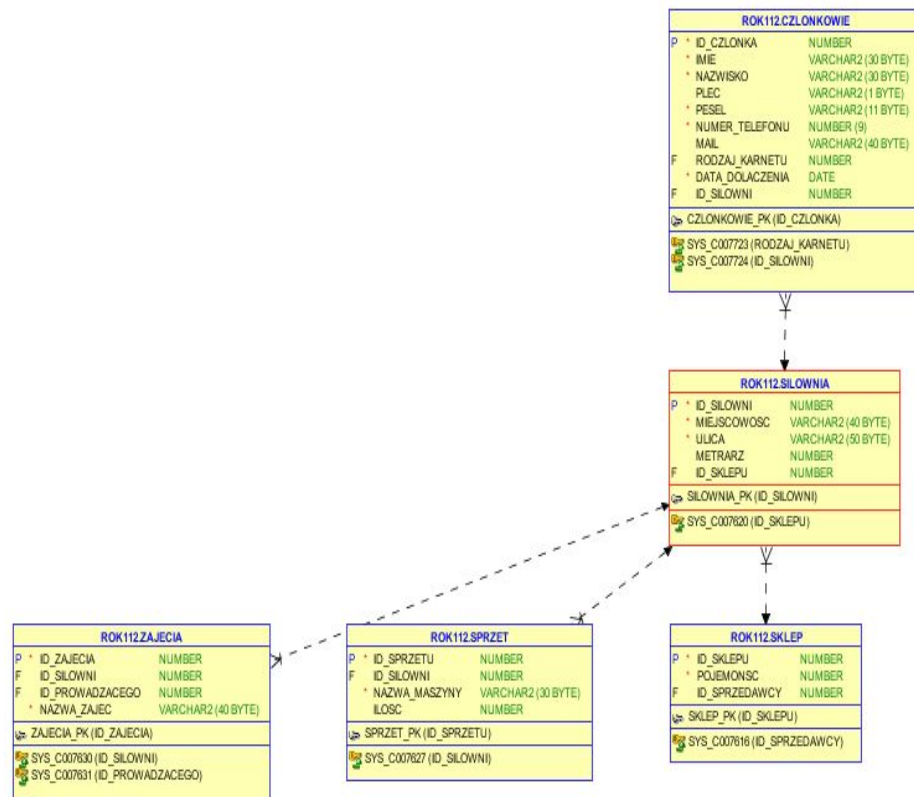 ROK112.CZLONKOWIE
P * ID_CZLONKA NUMBER
* IMIE VARCHAR2 (30 BYTE)
* NAZWISKO VARCHAR2 (30 BYTE)
PLEC VARCHAR2 (1 BYTE)
* PESEL VARCHAR2 (11 BYTE)
* NUMER_TELEFONU NUMBER (9)
MAIL VARCHAR2 (40 BYTE)
F RODZAJ_KARNETU NUMBER
* DATA_DOLACZENIA DATE
F ID_SILOWNI NUMBER
CZLONKOWIE_PK (ID_CZLONKA)
SYS_C007723 (RODZAJ_KARNETU)
SYS_C007724 (ID_SILOWNI)
ROK112.SILOWNIA
P * ID_SILOWNI NUMBER
* MIEJSCOWOSC VARCHAR2 (40 BYTE)
* ULICA VARCHAR2 (50 BYTE)
METRARZ NUMBER
F ID_SKLEPU NUMBER
SILOWNIA_PK (ID_SILOWNI)
SYS_C007620 (ID_SKLEPU)
ROK112.ZAJECIA
P * ID_ZAJECIA NUMBER
F ID_SILOWNI NUMBER
F ID_PROWADZACEGO NUMBER
* NAZWA_ZAJEC VARCHAR2 (40 BYTE)
ZAJECIA_PK (ID_ZAJECIA)
SYS_C007630 (ID_SILOWNI)
SYS_C007631 (ID_PROWADZACEGO)
ROK112.SPRZET
P * ID_SPRZETU NUMBER
F ID_SILOWNI NUMBER
* NAZWA_MASZYNY VARCHAR2 (30 BYTE)
ILOSC NUMBER
SPRZET_PK (ID_SPRZETU)
SYS_C007627 (ID_SILOWNI)
ROK112.SKLEP
P * ID_SKLEPU NUMBER
* POJEMONSC NUMBER
F ID_SPRZEDAWCY NUMBER
SKLEP_PK (ID_SKLEPU)
SYS_C007616 (ID_SPRZEDAWCY)